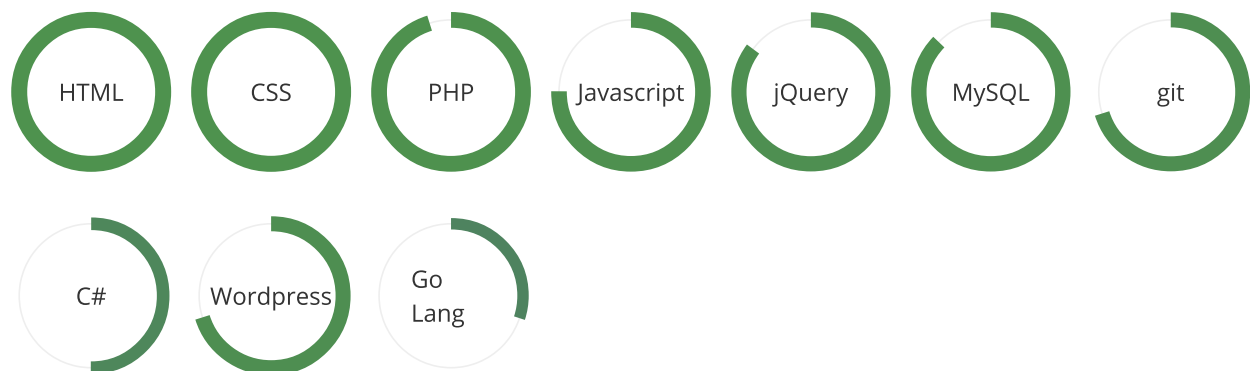 HTML
CSS
PHP
Javascript
jQuery
MySQL
git
C#
Wordpress
Go
Lang